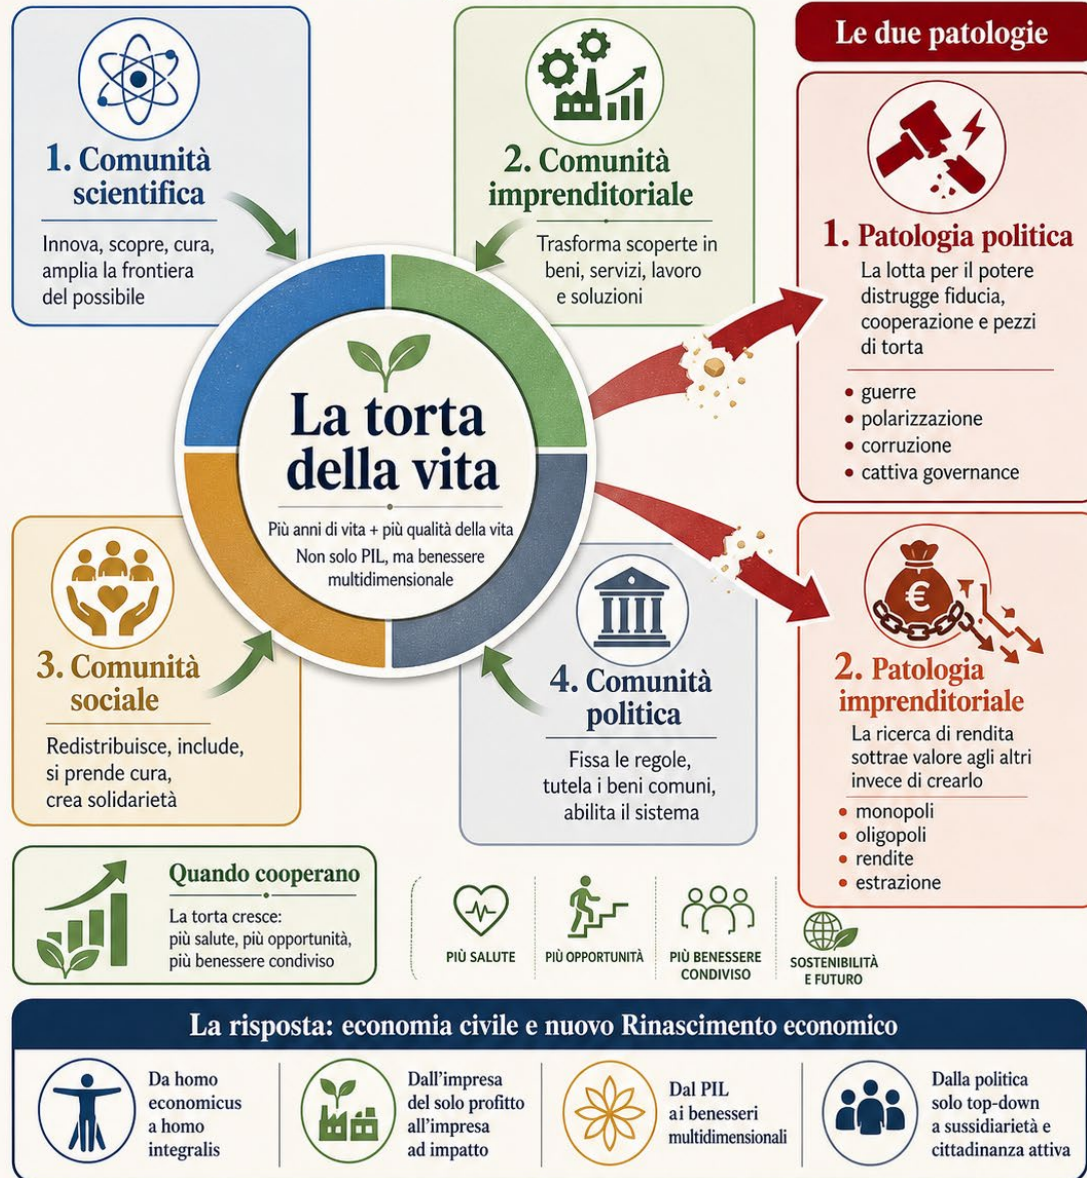 1. Comunità
scientifica
Innova, scopre, cura,
amplia la frontiera
del possibile
2. Comunità
imprenditoriale
Trasforma scoperte in
beni, servizi, lavoro
e soluzioni
La torta
della vita
Più anni di vita + più qualità della vita
Non solo PIL, ma benessere
multidimensionale
3. Comunità
sociale
Redistribuisce, include,
si prende cura,
crea solidarietà
4. Comunità
politica
Fissa le regole,
tutela i beni comuni,
abilita il sistema
Le due patologie
1. Patologia politica
La lotta per il potere
distrugge fiducia,
cooperazione e pezzi
di torta
• guerre
• polarizzazione
• corruzione
• cattiva governance
€
2. Patologia
imprenditoriale
La ricerca di rendita
sottrae valore agli altri
invece di crearlo
• monopoli
• oligopoli
• rendite
• estrazione
Quando cooperano
La torta cresce:
più salute, più opportunità,
più benessere condiviso
PIÙ SALUTE
PIÙ OPPORTUNITÀ
PIÙ BENESSERE
CONDIVISO
SOSTENIBILITÀ
E FUTURO
La risposta: economia civile e nuovo Rinascimento economico
Da homo
economicus
a homo
integralis
Dall'impresa
del solo profitto
all'impresa
ad impatto
Dal PIL
ai benesseri
multidimensionali
Dalla politica
solo top-down
a sussidiarietà e
cittadinanza attiva